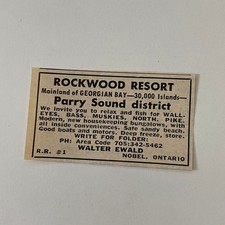 ROCKWOOD RESORT
Mainland of GEORGIAN BAY—30,000 Islands—
Parry Sound district
We Invite you to relax and fish for WALL-
EYES, BASS, MUSKIES, NORTH. PIKE.
Modern, new housekeeping bungalows, with
all inside conveniences. Safe sandy beach.
Good boats and motors. Deep freeze, store.
WRITE FOR FOLDER:
PH: Area Code 705:342-5462
WALTER EWALD
R.R. #1 NOBEL, ONTARIO